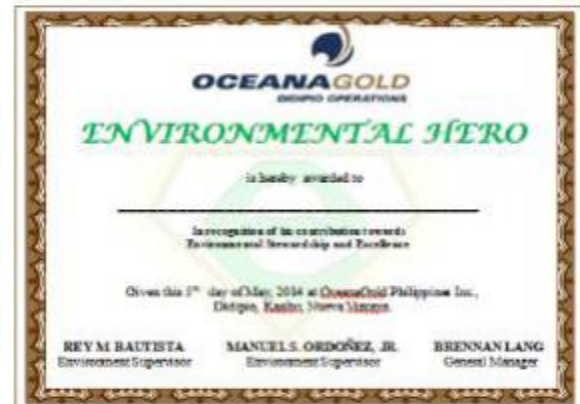 OCEANAGOLD
DIDIPIO OPERATIONS
ENVIRONMENTAL HERO
is hereby awarded to
In recognition of its contribution towards
Environmental Stewardship and Excellence
Given this 5th day of May, 2014 at OceanaGold Philippines Inc.,
Didipio, Kasibu, Nueva Vizcaya.
REY M. BAUTISTA MANUEL S. ORDOÑEZ, JR. BRENNAN LANG
Environment Supervisor Environment Supervisor General Manager